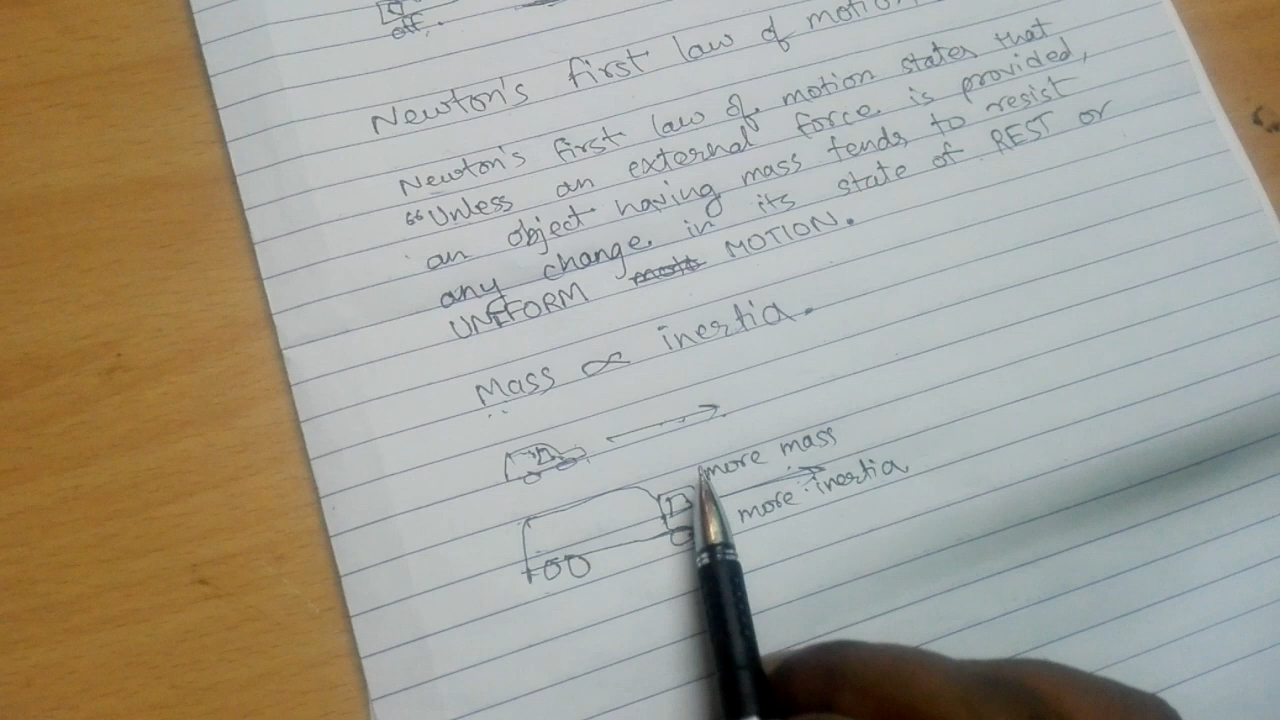 off.
Newton's first law of motion
Newton's first law of motion states that
"Unless an external force is provided,
an object having mass tends to resist
any change in its state of REST or
UNIFORM MOTION.
Mass ∝ inertia.
more mass
more inertia